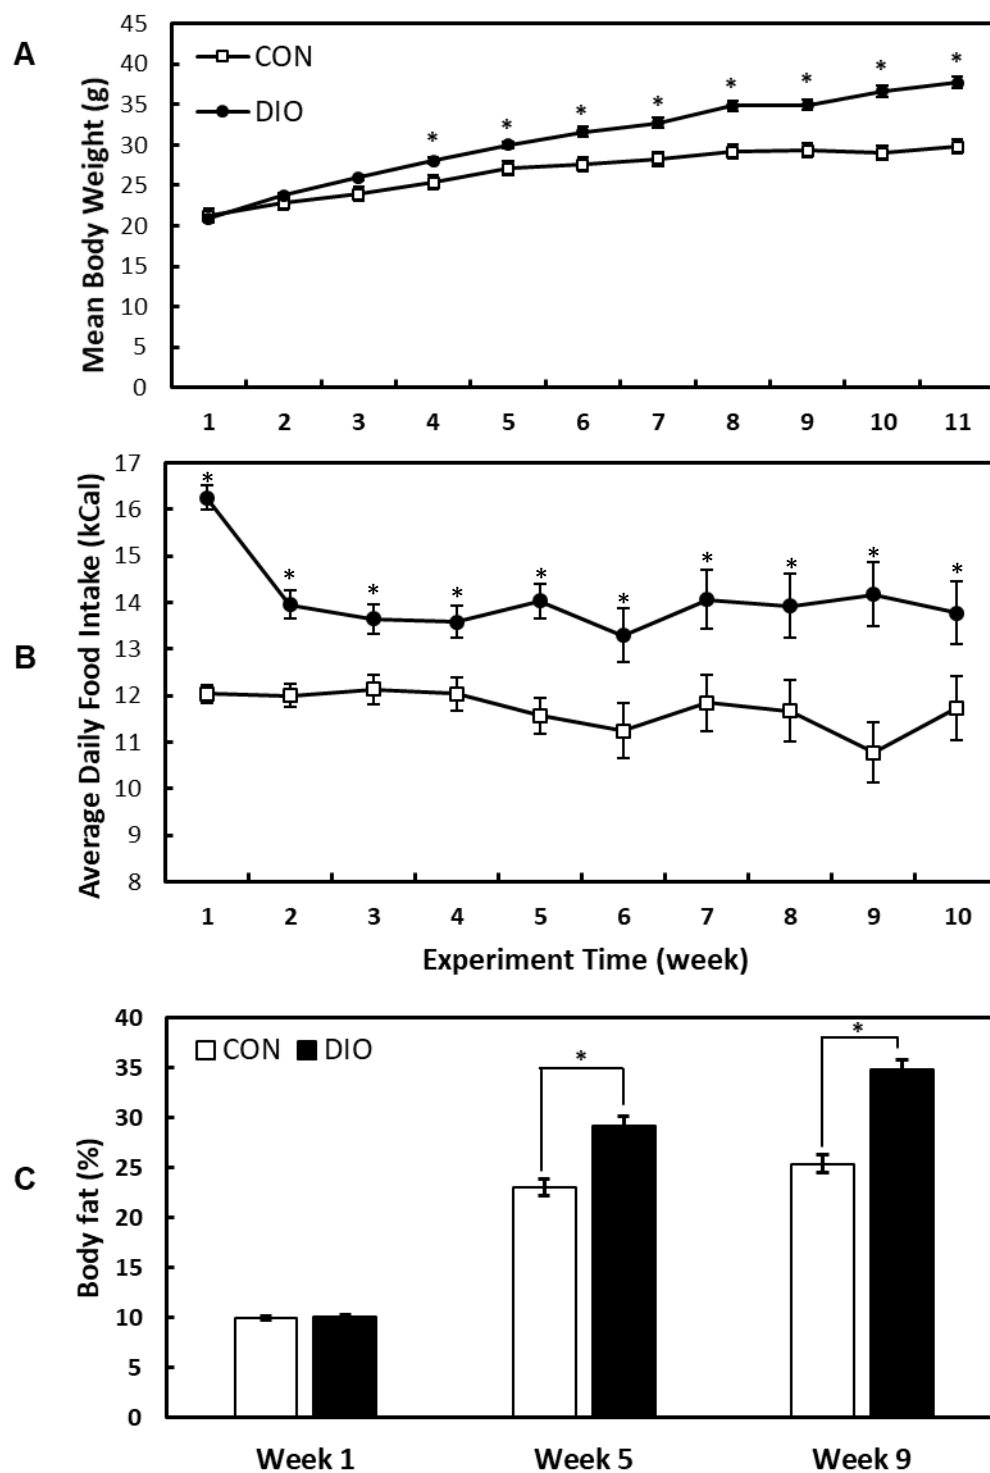 A
Mean Body Weight (g)
45
40
35
30
25
20
15
10
5
0
CON
DIO
* * * * * * * *
1 2 3 4 5 6 7 8 9 10 11
B
Average Daily Food Intake (kCal)
17
16
15
14
13
12
11
10
9
8
* * * * * * * * * *
1 2 3 4 5 6 7 8 9 10
Experiment Time (week)
C
Body fat (%)
40
35
30
25
20
15
10
5
0
CON DIO
* *
Week 1 Week 5 Week 9